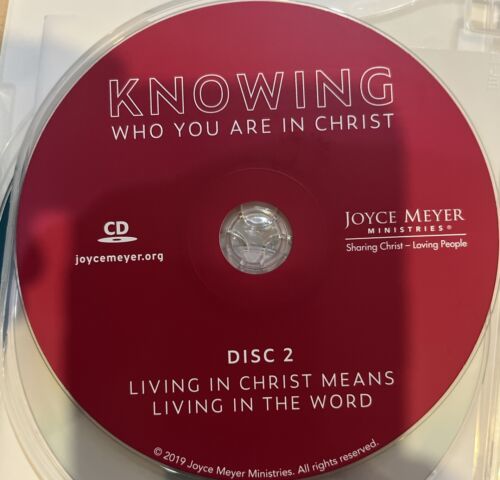 KNOWING
WHO YOU ARE IN CHRIST
CD
joycemeyer.org
JOYCE MEYER
MINISTRIES®
Sharing Christ – Loving People
DISC 2
LIVING IN CHRIST MEANS
LIVING IN THE WORD
© 2019 Joyce Meyer Ministries. All rights reserved.